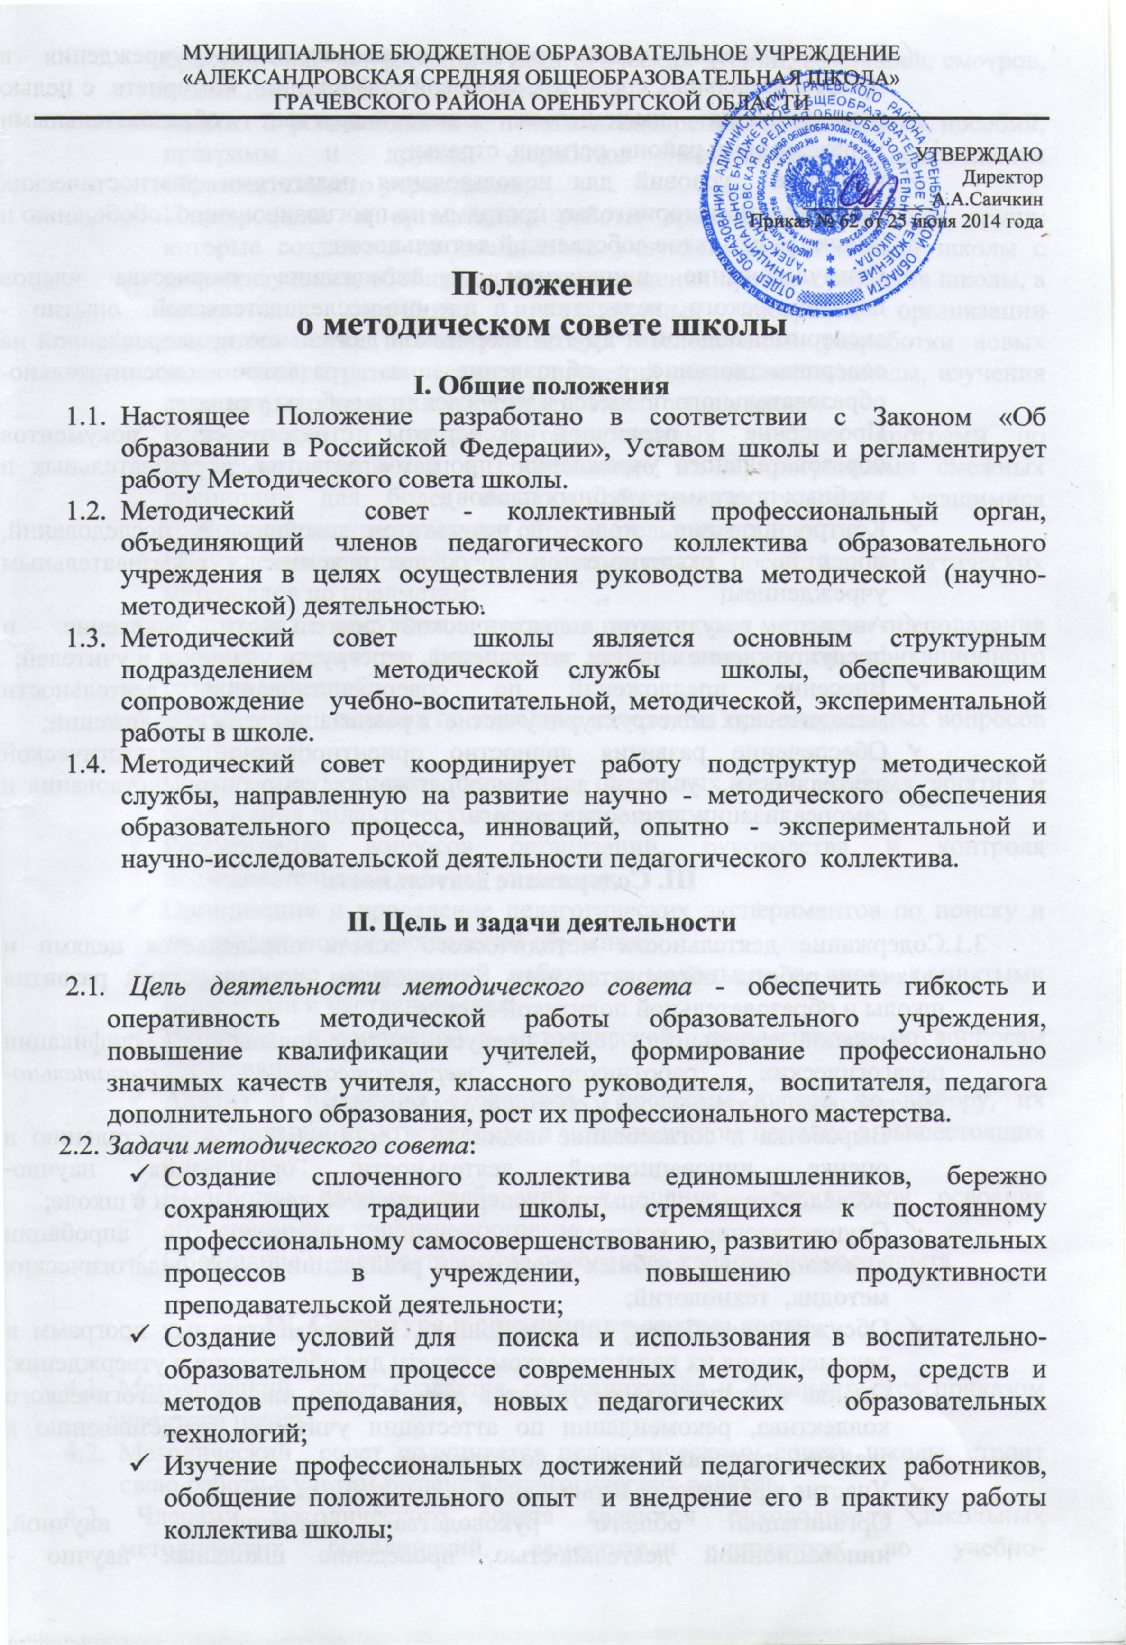 МУНИЦИПАЛЬНОЕ БЮДЖЕТНОЕ ОБРАЗОВАТЕЛЬНОЕ УЧРЕЖДЕНИЕ
«АЛЕКСАНДРОВСКАЯ СРЕДНЯЯ ОБЩЕОБРАЗОВАТЕЛЬНАЯ ШКОЛА»
ГРАЧЕВСКОГО РАЙОНА ОРЕНБУРГСКОЙ ОБЛАСТИ
УТВЕРЖДАЮ
Директор
А.А.Саичкин
Приказ № 62 от 25 июня 2014 года
Положение
о методическом совете школы
I. Общие положения
1.1. Настоящее Положение разработано в соответствии с Законом «Об
образовании в Российской Федерации», Уставом школы и регламентирует
работу Методического совета школы.
1.2. Методический совет - коллективный профессиональный орган,
объединяющий членов педагогического коллектива образовательного
учреждения в целях осуществления руководства методической (научно-
методической) деятельностью.
1.3. Методический совет школы является основным структурным
подразделением методической службы школы, обеспечивающим
сопровождение учебно-воспитательной, методической, экспериментальной
работы в школе.
1.4. Методический совет координирует работу подструктур методической
службы, направленную на развитие научно - методического обеспечения
образовательного процесса, инноваций, опытно - экспериментальной и
научно-исследовательской деятельности педагогического коллектива.
II. Цель и задачи деятельности
2.1. Цель деятельности методического совета - обеспечить гибкость и
оперативность методической работы образовательного учреждения,
повышение квалификации учителей, формирование профессионально
значимых качеств учителя, классного руководителя, воспитателя, педагога
дополнительного образования, рост их профессионального мастерства.
2.2. Задачи методического совета:
✓ Создание сплоченного коллектива единомышленников, бережно
сохраняющих традиции школы, стремящихся к постоянному
профессиональному самосовершенствованию, развитию образовательных
процессов в учреждении, повышению продуктивности
преподавательской деятельности;
✓ Создание условий для поиска и использования в воспитательно-
образовательном процессе современных методик, форм, средств и
методов преподавания, новых педагогических образовательных
технологий;
✓ Изучение профессиональных достижений педагогических работников,
обобщение положительного опыт и внедрение его в практику работы
коллектива школы;